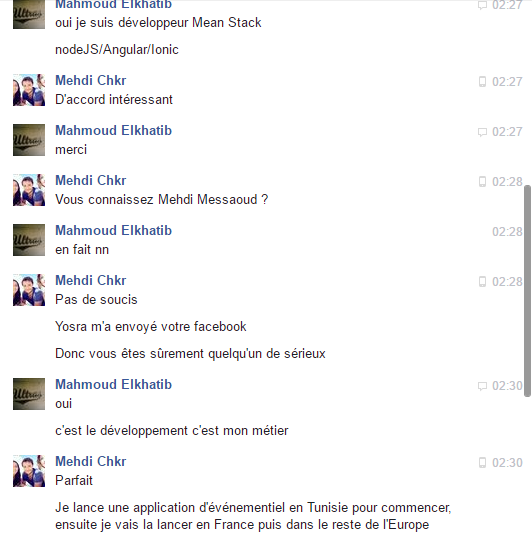 Mahmoud Elkhatib 02:27
oui je suis développeur Mean Stack
nodeJS/Angular/Ionic
Mehdi Chkr 02:27
D'accord intéressant
Mahmoud Elkhatib 02:27
merci
Mehdi Chkr 02:28
Vous connaissez Mehdi Messaoud ?
Mahmoud Elkhatib 02:28
en fait nn
Mehdi Chkr 02:28
Pas de soucis
Yosra m'a envoyé votre facebook
Donc vous êtes sûrement quelqu'un de sérieux
Mahmoud Elkhatib 02:30
oui
c'est le développement c'est mon métier
Mehdi Chkr 02:30
Parfait
Je lance une application d'événementiel en Tunisie pour commencer,
ensuite je vais la lancer en France puis dans le reste de l'Europe